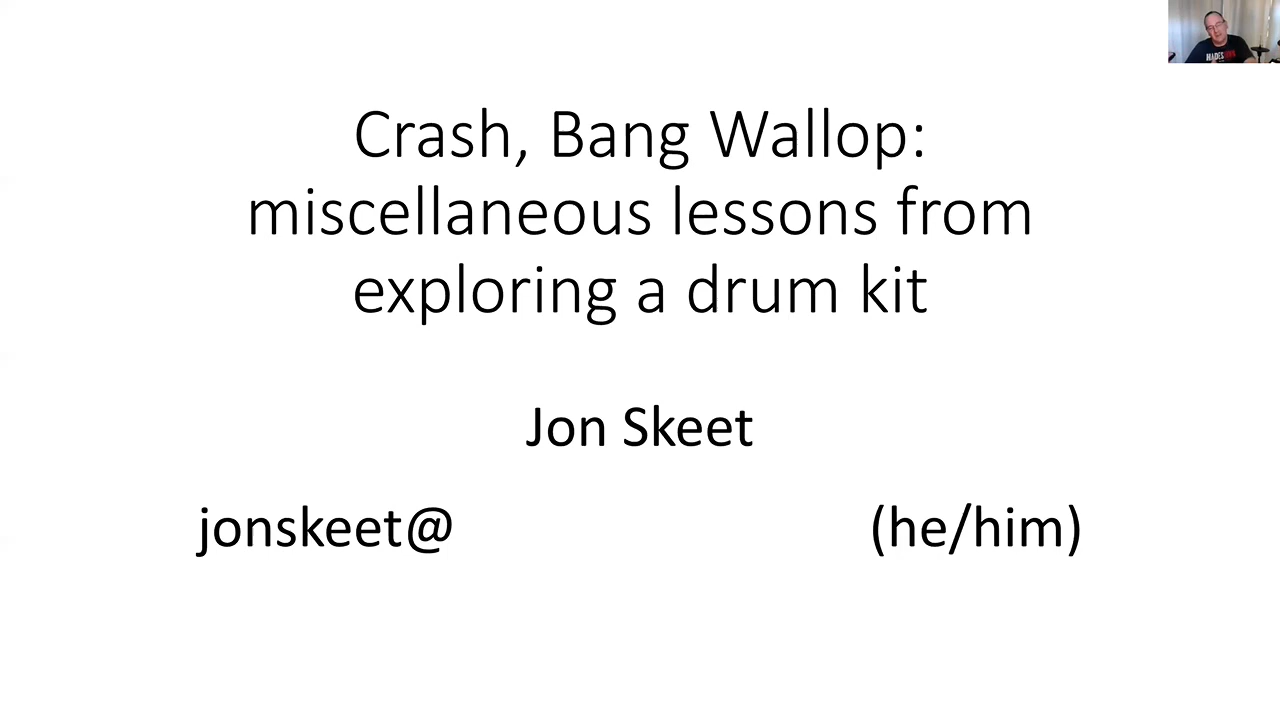 Crash, Bang Wallop:
miscellaneous lessons from
exploring a drum kit
Jon Skeet
jonskeet@
(he/him)